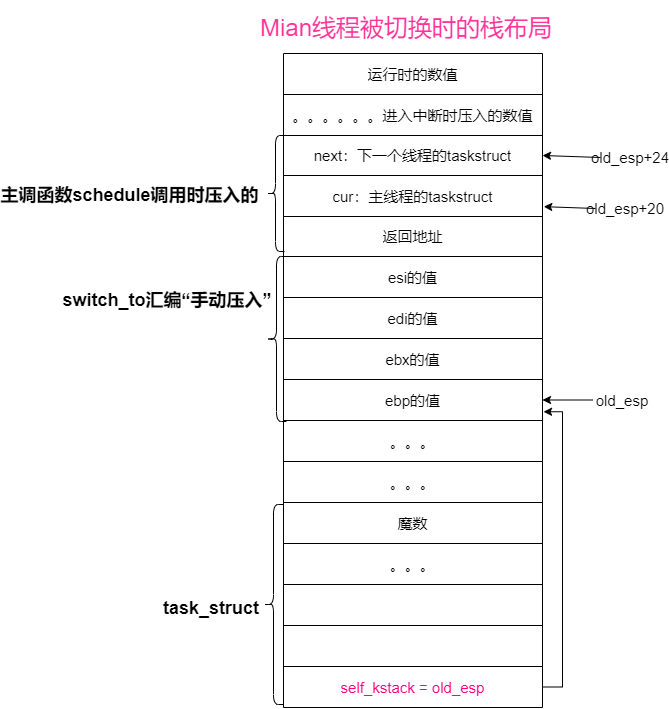 Mian线程被切换时的栈布局
运行时的数值
。。。。。。进入中断时压入的数值
next：下一个线程的taskstruct
old_esp+24
主调函数schedule调用时压入的
cur：主线程的taskstruct
old_esp+20
返回地址
esi的值
switch_to汇编“手动压入”
edi的值
ebx的值
ebp的值
old_esp
。。。
。。。
魔数
。。。
task_struct
self_kstack = old_esp